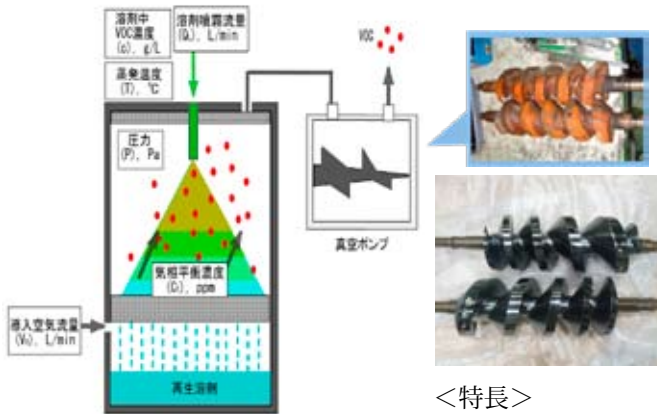 溶剤中
VOC濃度
(c), g/L
溶剤噴霧流量
(Qₗ), L/min
蒸発温度
(T), ℃
VOC
圧力
(P), Pa
真空ポンプ
気相平衡濃度
(Cᵢ), ppm
導入空気流量
(V₀), L/min
再生溶剤
＜特長＞